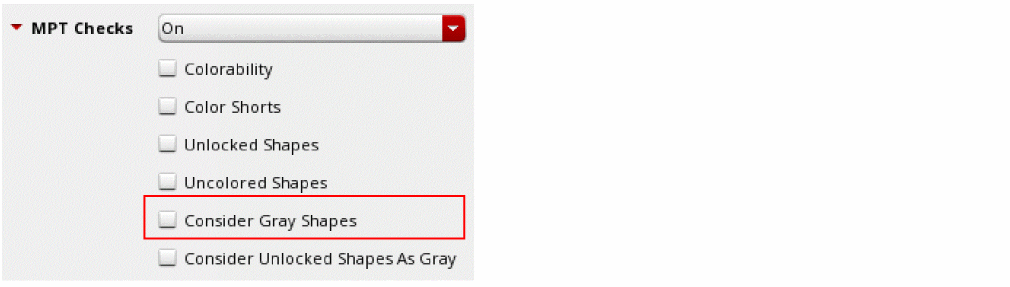 MPT Checks On
Colorability
Color Shorts
Unlocked Shapes
Uncolored Shapes
Consider Gray Shapes
Consider Unlocked Shapes As Gray